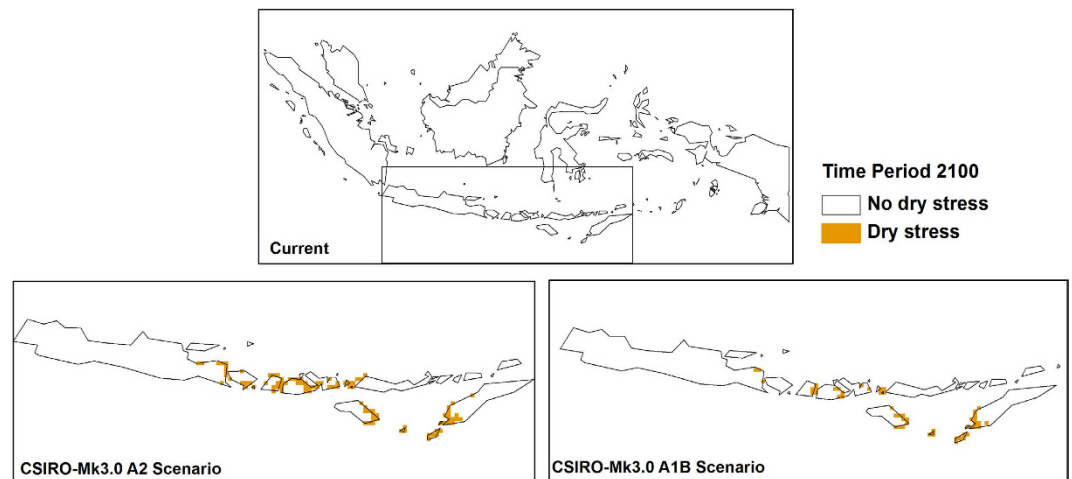 Current
Time Period 2100
No dry stress
Dry stress
CSIRO-Mk3.0 A2 Scenario
CSIRO-Mk3.0 A1B Scenario